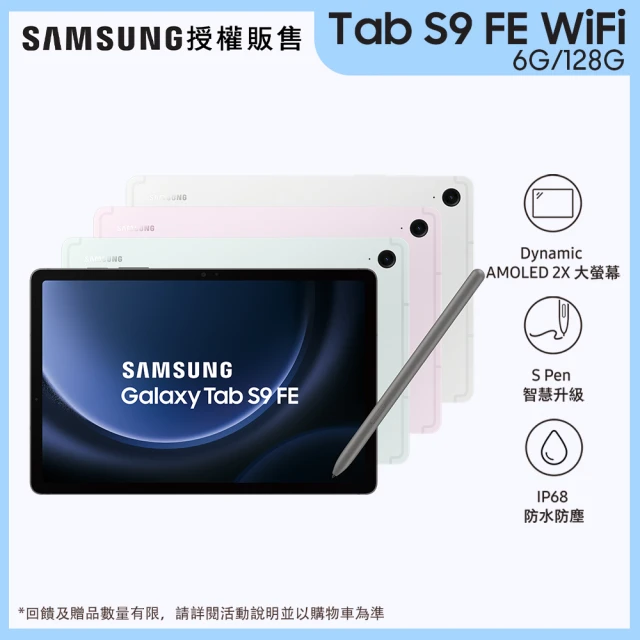 SAMSUNG授權販售
Tab S9 FE WiFi
6G/128G
SAMSUNG
SAMSUNG
SAMSUNG
SAMSUNG
Galaxy Tab S9 FE
Dynamic
AMOLED 2X 大螢幕
S Pen
智慧升級
IP68
防水防塵
*回饋及贈品數量有限，請詳閱活動說明並以購物車為準